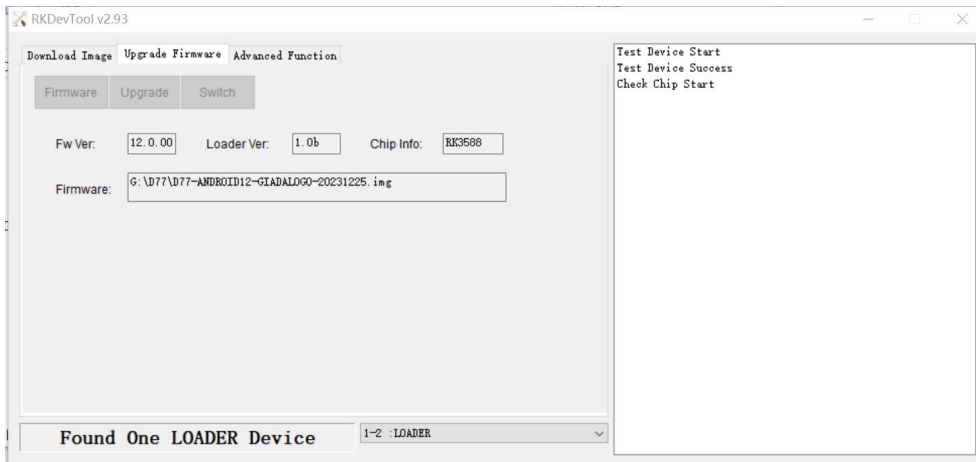 RKDevTool v2.93
Download Image Upgrade Firmware Advanced Function
Firmware Upgrade Switch
Fw Ver: 12.0.00 Loader Ver: 1.0b Chip Info: RK3588
Firmware: G:\D77\D77-ANDROID12-GIADALOGO-20231225.img
Found One LOADER Device
1-2 :LOADER
Test Device Start
Test Device Success
Check Chip Start